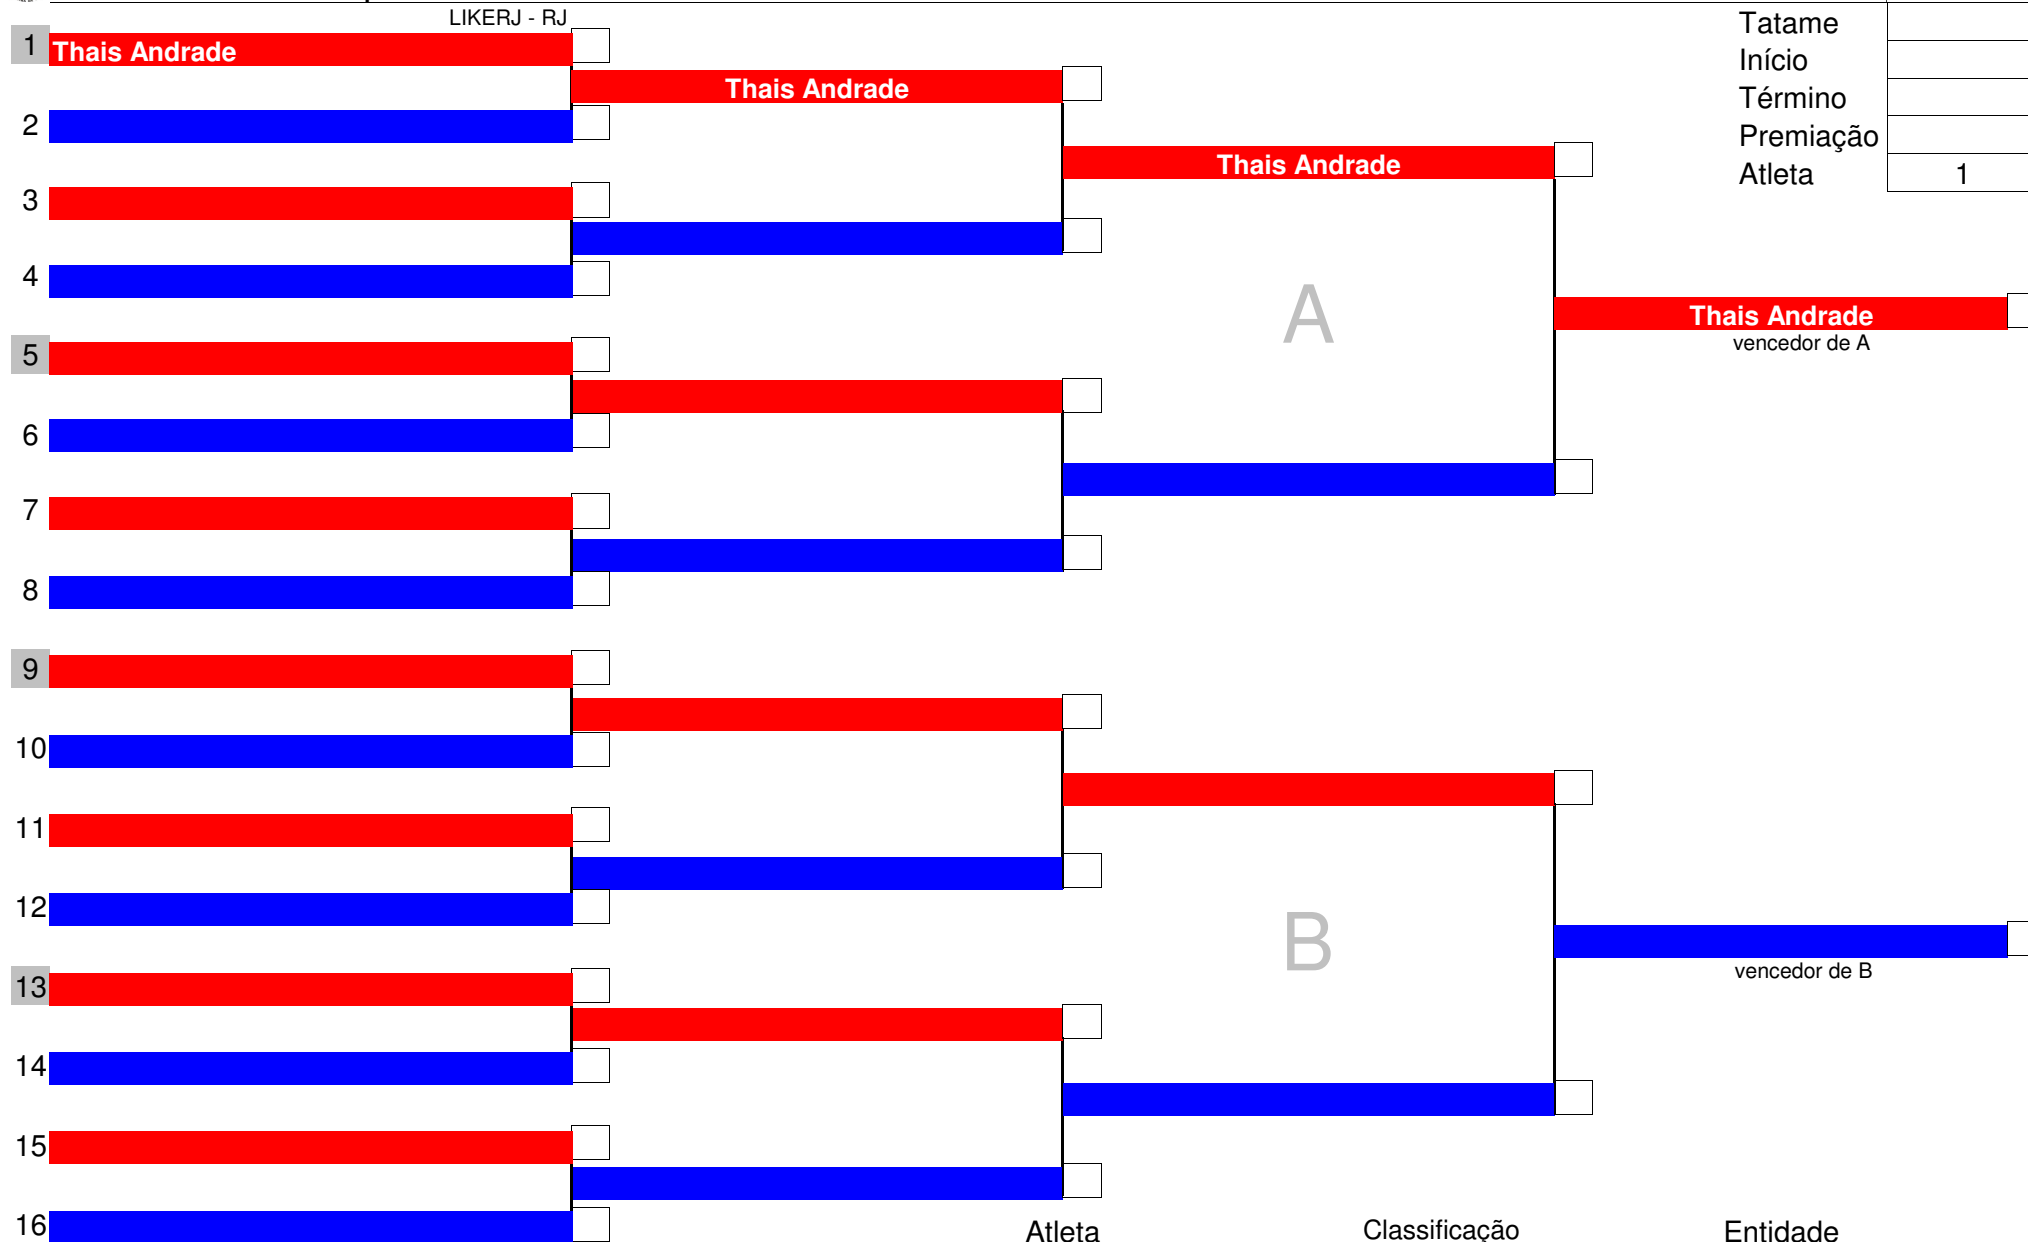 LIKERJ - RJ
Tatame
Início
Término
Premiação
Atleta 1
1 Thais Andrade
Thais Andrade
2
Thais Andrade
3
4
A
Thais Andrade
vencedor de A
5
6
7
8
9
10
11
12
B
vencedor de B
13
14
15
16
Atleta Classificação Entidade